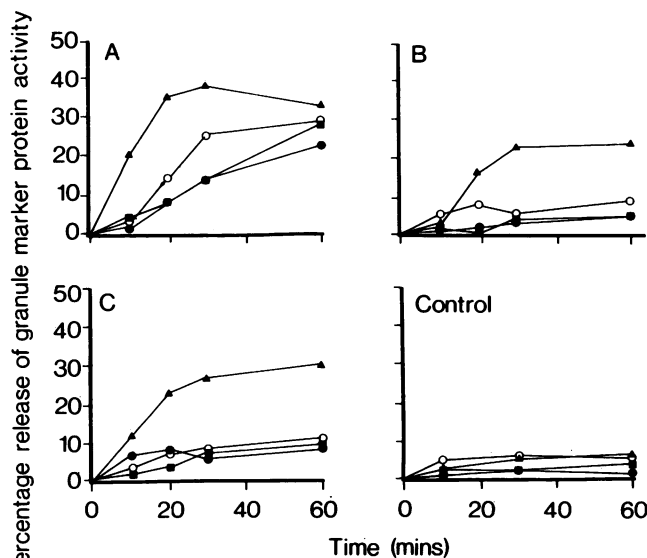 ercentage release of granule marker protein activity
A
50
40
30
20
10
0
B
C
50
40
30
20
10
0
0 20 40 60
Control
0 20 40 60
Time (mins)